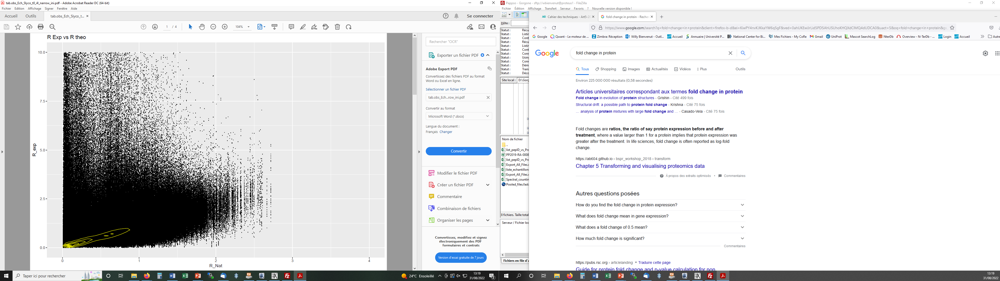 tab.obs_Ech_Slyco_t0_4l_narrow_ini.pdf - Adobe Acrobat Reader DC (64-bit)
Fichier Edition Affichage Signer Fenêtre Aide
Accueil Outils tab.obs_Ech_Slyco_t...
Se connecter
1 / 4
104%
R Exp vs R theo
10.0
7.5
5.0
2.5
0.0
R_exp
0 1 2 3 4
R_Nat
Rechercher "OCR"
Exporter un fichier PDF
Adobe Export PDF
Convertissez des fichiers PDF au format
Word ou Excel en ligne.
Sélectionner un fichier PDF
tab.obs_Ech...row_ini.pdf
Convertir au format
Microsoft Word (*.docx)
Langue du document :
Français Changer
Convertir
Modifier le fichier PDF
Créer un fichier PDF
Commentaire
Combinaison de fichiers
Organiser les pages
Convertissez, modifiez et signez
électroniquement des PDF
formulaires et contrats
Version d'essai gratuite de 7 jours
Pappso - Gorgone - sftp://wbienvenut@proteus1 - FileZilla
Fichier Édition Affichage Transfert Serveur Favoris ? Nouvelle version disponible !
Hôte :
Statut : Récu
Statut : Listin
Statut : Cont
Statut : Récu
Statut : Listin
Statut : Cont
Statut : Conn
Statut : Using
Statut : Conn
Statut : Dém
Statut : Trans
Statut : Déco
Site local : D:\Gorg
Nom de fichier
..
list_pepID_vs_Pro
PP2019-RA-0008
list_pepID_vs_Pro
Export_All_Files.x
liste_echantillons
Export_All_Files.
Spectral_countin
Pooled_files.fast
8 fichiers. Taille total
Serveur / Fichier loc
Fichiers en file d'a
Cahier des techniques - Art5-20
fold change in protein - Recher
https://www.google.com/search?q=fold+change+in+protein&client=firefox-b-d&ei=KiwPY4nvKJKkaYW6q5gF&ved=0ahUKEwiJrLid5PD5AhUSUhoKHQXdClMQ4dUDCA0&uact=5&oq=fold+change+in+protein&gs
Google Qwant - Le moteur de ... Zimbra: Réception Willy Bienvenut - Outl... Accueil Annuaire | Université P... National Center for Bi... Mes Fichiers - My CoRe Gmail UniProt Mascot SearchLog NterDb Overview - N-TerDb - ... Login Accueil Autre
Google
fold change in protein
Tous Shopping Images Actualités Vidéos Plus Outils
Environ 225 000 000 résultats (0,58 secondes)
Articles universitaires correspondant aux termes fold change in protein
Fold change in evolution of protein structures - Grishin - Cité 499 fois
Structural drift: a possible path to protein fold change - Krishna - Cité 75 fois
... analysis of protein mixtures with large fold change and ... - Casado-Vela - Cité 75 fois
Fold changes are ratios, the ratio of say protein expression before and after
treatment, where a value larger than 1 for a protein implies that protein expression was
greater after the treatment. In life sciences, fold change is often reported as log-fold
change.
https://ab604.github.io › bspr_workshop_2018 › transform
Chapter 5 Transforming and visualising proteomics data
À propos des extraits optimisés • Commentaires
Autres questions posées
How do you find the fold change in protein expression?
What does fold change mean in gene expression?
What does a fold change of 0.5 mean?
How much fold change is significant?
Commentaires
https://pubs.rsc.org › articlelanding Traduire cette page
Guide for protein fold change and p-value calculation for non
Taper ici pour rechercher
24°C Ensoleillé
13:19
31/08/2022
13:19
31/08/2022